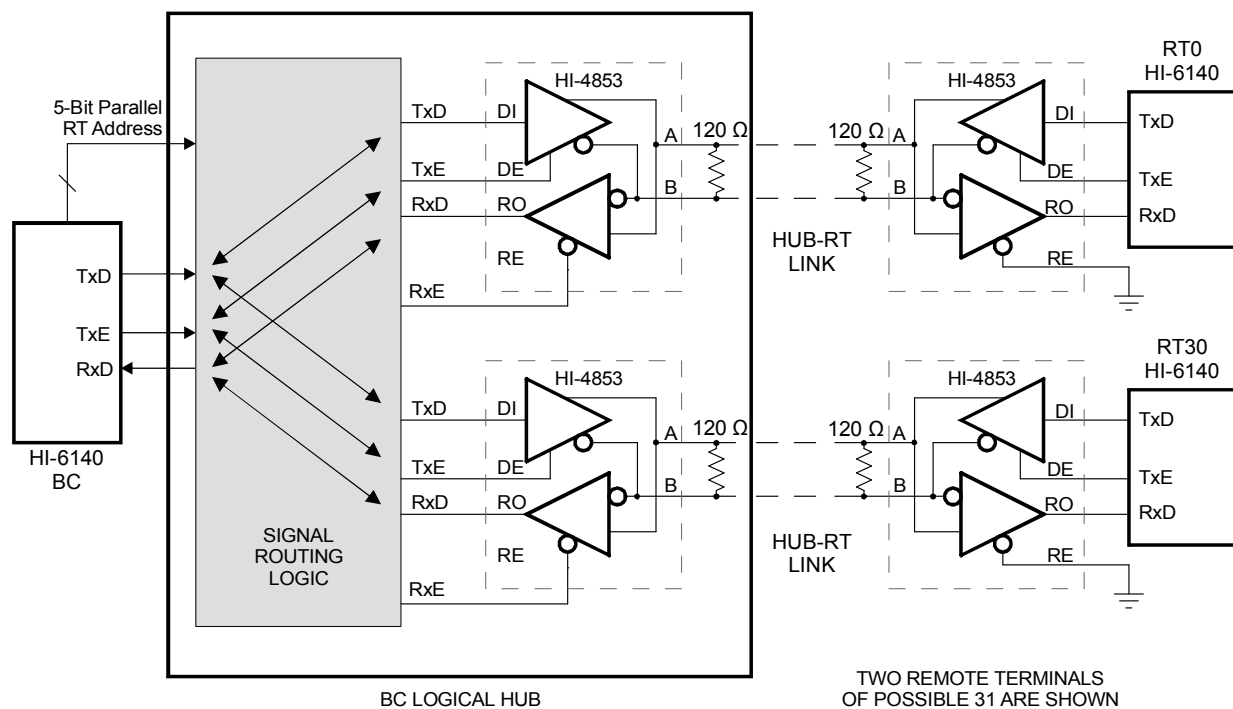 5-Bit Parallel
RT Address
TxD
TxE
RxD
HI-6140
BC
SIGNAL
ROUTING
LOGIC
TxD
TxE
RxD
RxE
HI-4853
DI
DE
RO
RE
A
B
120 Ω
120 Ω
HUB-RT
LINK
HI-4853
A
B
DI
DE
RO
RE
RT0
HI-6140
TxD
TxE
RxD
TxD
TxE
RxD
RxE
HI-4853
DI
DE
RO
RE
A
B
120 Ω
120 Ω
HUB-RT
LINK
HI-4853
A
B
DI
DE
RO
RE
RT30
HI-6140
TxD
TxE
RxD
BC LOGICAL HUB
TWO REMOTE TERMINALS
OF POSSIBLE 31 ARE SHOWN